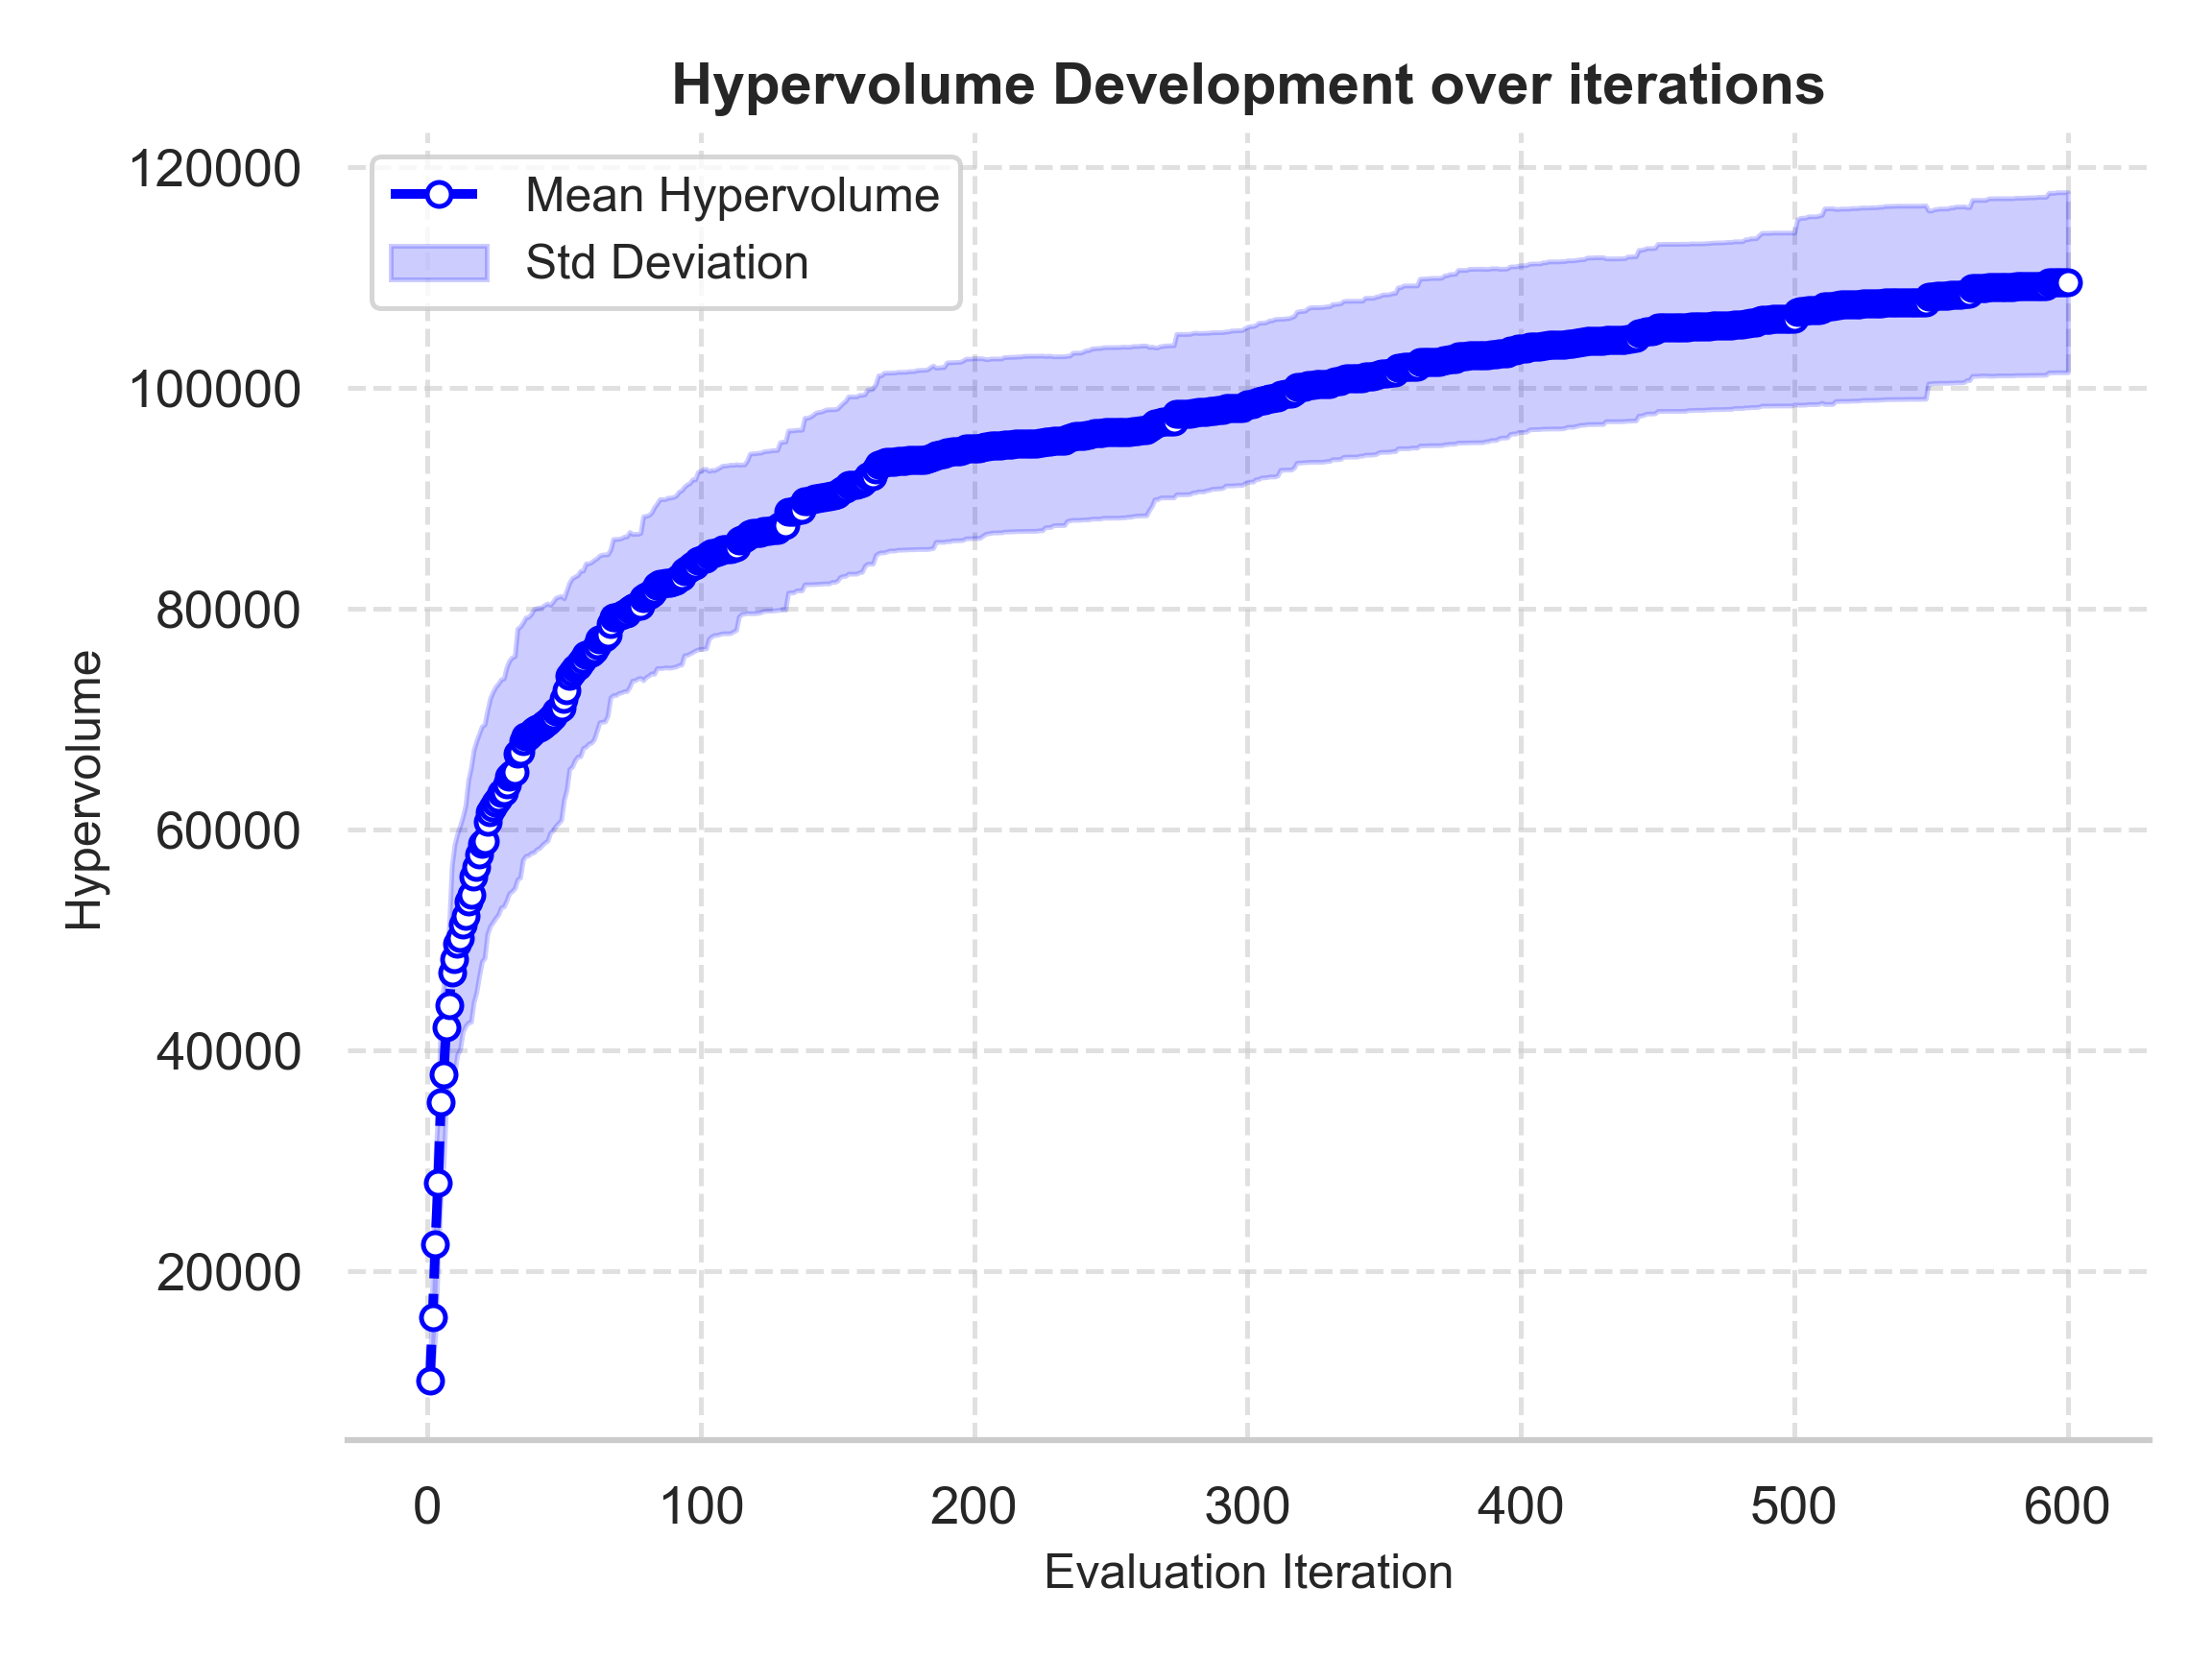 Hypervolume Development over iterations
Mean Hypervolume
Std Deviation
120000
100000
80000
60000
40000
20000
Hypervolume
0 100 200 300 400 500 600
Evaluation Iteration